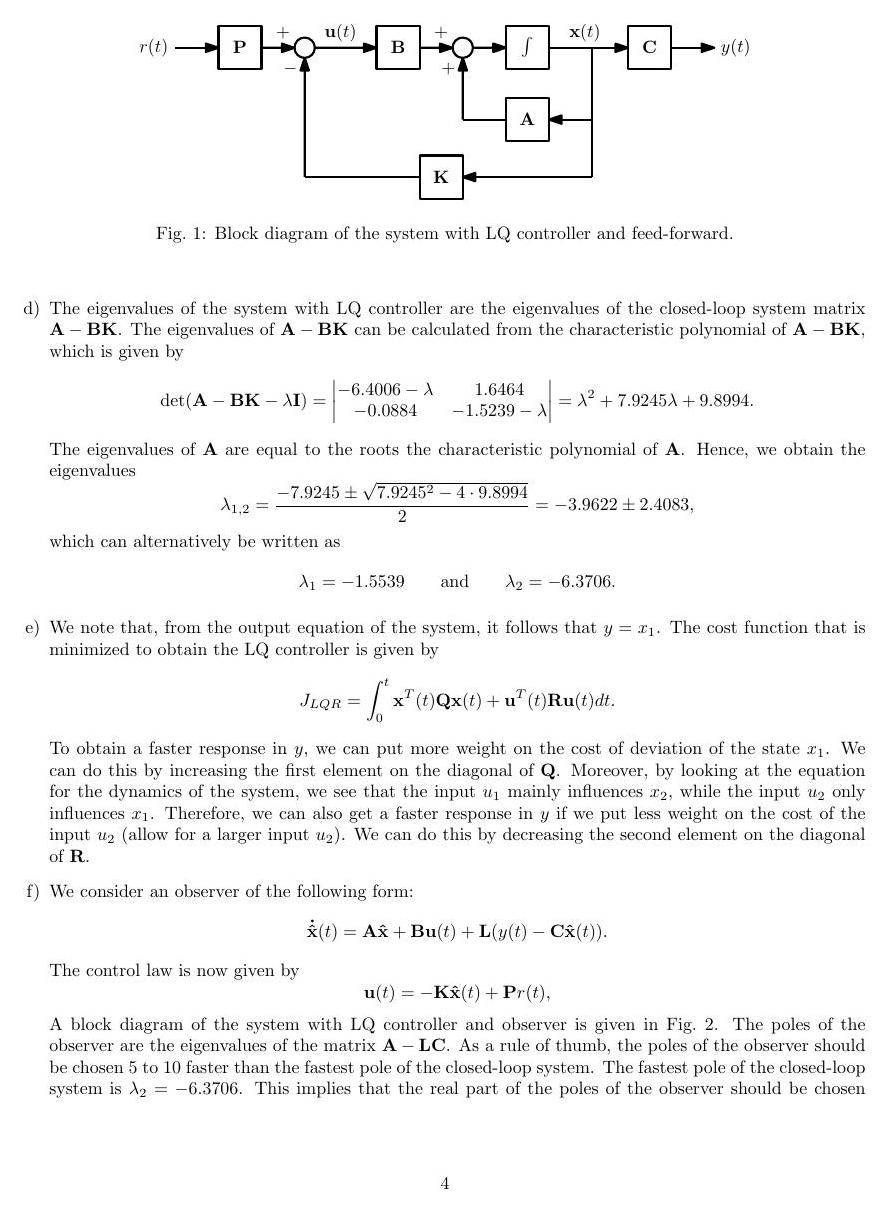 r(t) P + − u(t) B + + ∫ x(t) C y(t)
A
K
Fig. 1: Block diagram of the system with LQ controller and feed-forward.
d) The eigenvalues of the system with LQ controller are the eigenvalues of the closed-loop system matrix
A − BK. The eigenvalues of A − BK can be calculated from the characteristic polynomial of A − BK,
which is given by
det(A − BK − λI) = |−6.4006 − λ 1.6464; −0.0884 −1.5239 − λ| = λ² + 7.9245λ + 9.8994.
The eigenvalues of A are equal to the roots the characteristic polynomial of A. Hence, we obtain the
eigenvalues
λ₁,₂ = (−7.9245 ± √(7.9245² − 4 · 9.8994)) / 2 = −3.9622 ± 2.4083,
which can alternatively be written as
λ₁ = −1.5539 and λ₂ = −6.3706.
e) We note that, from the output equation of the system, it follows that y = x₁. The cost function that is
minimized to obtain the LQ controller is given by
J_LQR = ∫₀ᵗ xᵀ(t)Qx(t) + uᵀ(t)Ru(t)dt.
To obtain a faster response in y, we can put more weight on the cost of deviation of the state x₁. We
can do this by increasing the first element on the diagonal of Q. Moreover, by looking at the equation
for the dynamics of the system, we see that the input u₁ mainly influences x₂, while the input u₂ only
influences x₁. Therefore, we can also get a faster response in y if we put less weight on the cost of the
input u₂ (allow for a larger input u₂). We can do this by decreasing the second element on the diagonal
of R.
f) We consider an observer of the following form:
x̂̇(t) = Ax̂ + Bu(t) + L(y(t) − Cx̂(t)).
The control law is now given by
u(t) = −Kx̂(t) + Pr(t),
A block diagram of the system with LQ controller and observer is given in Fig. 2. The poles of the
observer are the eigenvalues of the matrix A − LC. As a rule of thumb, the poles of the observer should
be chosen 5 to 10 faster than the fastest pole of the closed-loop system. The fastest pole of the closed-loop
system is λ₂ = −6.3706. This implies that the real part of the poles of the observer should be chosen
4